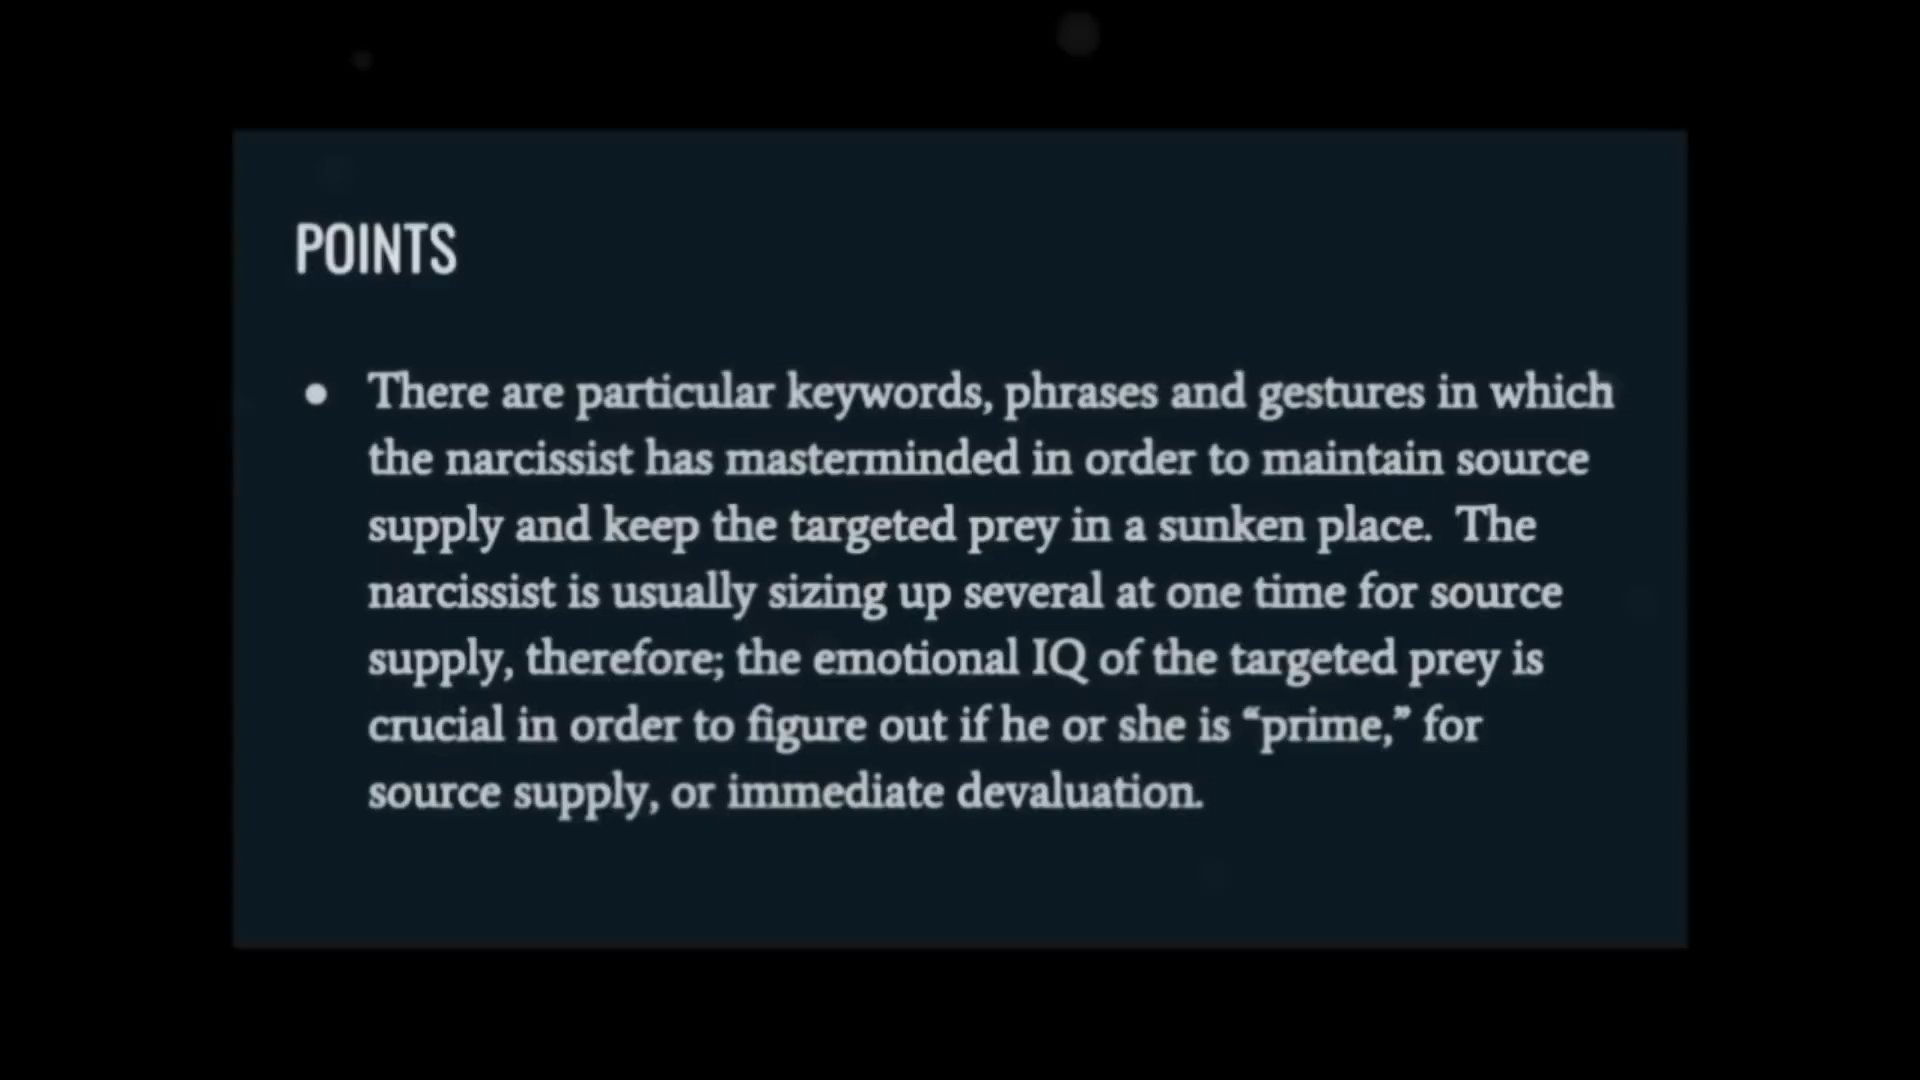 POINTS
● There are particular keywords, phrases and gestures in which
the narcissist has masterminded in order to maintain source
supply and keep the targeted prey in a sunken place.  The
narcissist is usually sizing up several at one time for source
supply, therefore; the emotional IQ of the targeted prey is
crucial in order to figure out if he or she is “prime,” for
source supply, or immediate devaluation.